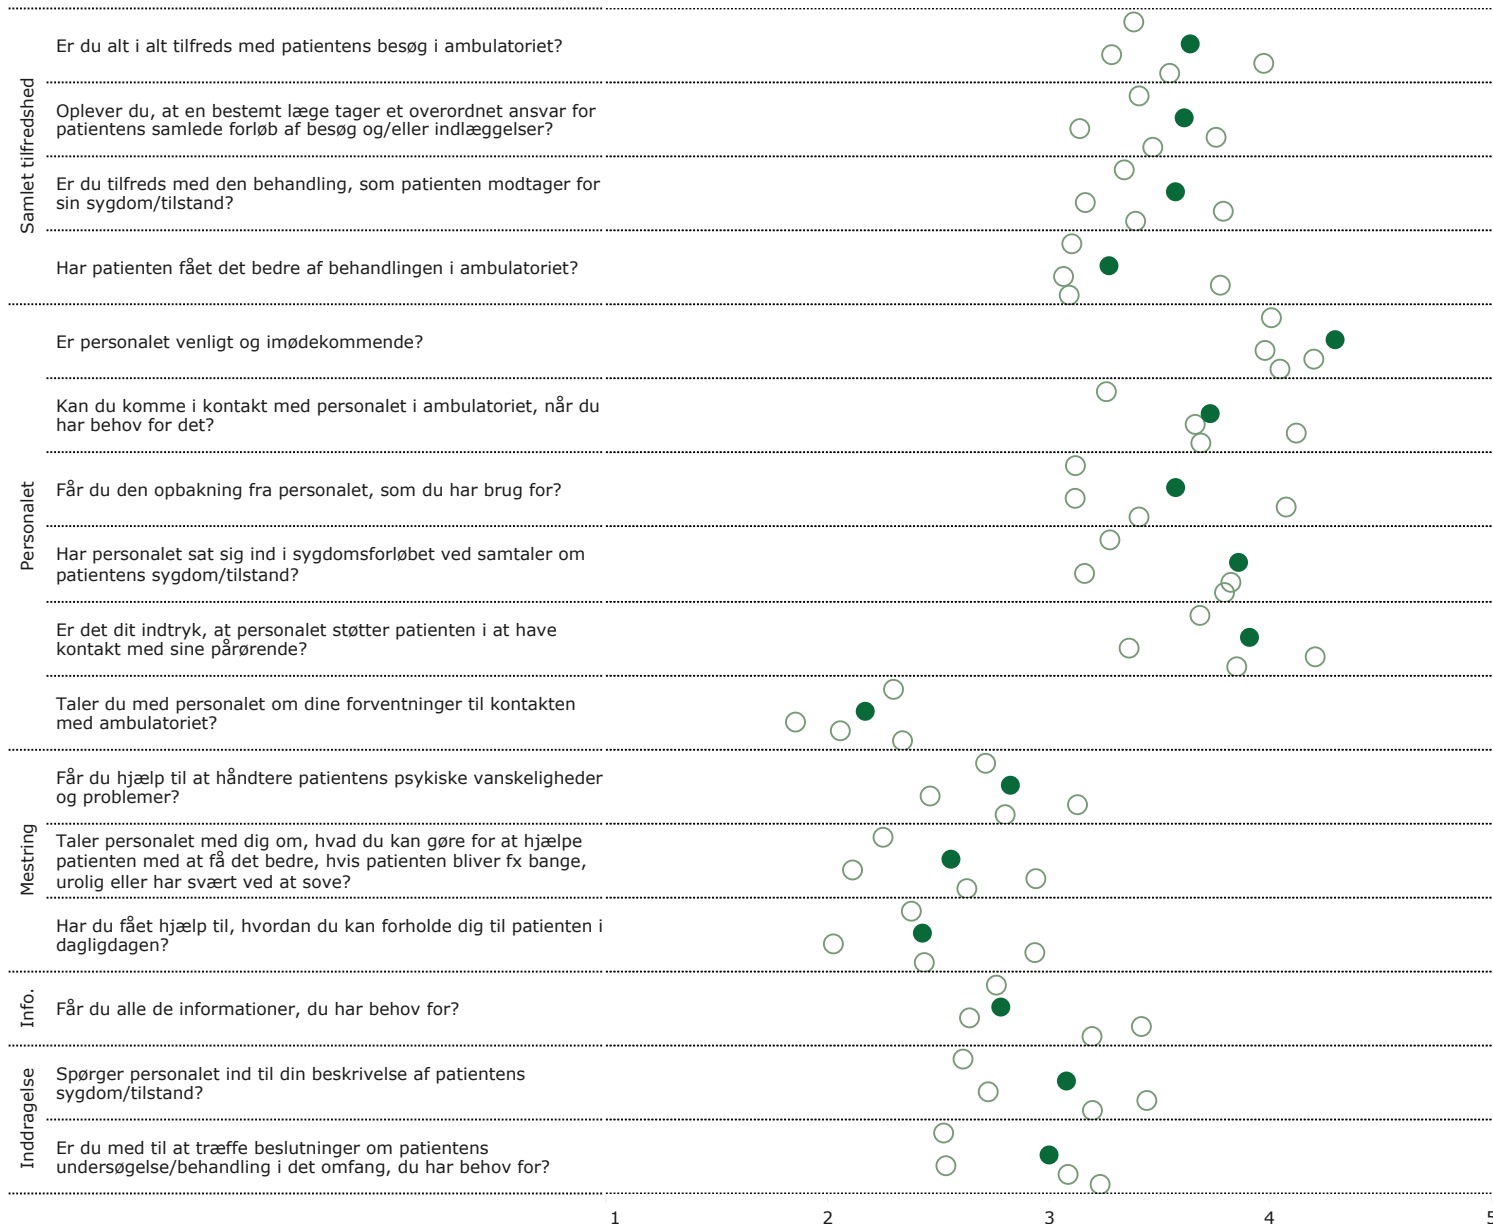 Samlet tilfredshed
Er du alt i alt tilfreds med patientens besøg i ambulatoriet?
Oplever du, at en bestemt læge tager et overordnet ansvar for
patientens samlede forløb af besøg og/eller indlæggelser?
Er du tilfreds med den behandling, som patienten modtager for
sin sygdom/tilstand?
Har patienten fået det bedre af behandlingen i ambulatoriet?
Personalet
Er personalet venligt og imødekommende?
Kan du komme i kontakt med personalet i ambulatoriet, når du
har behov for det?
Får du den opbakning fra personalet, som du har brug for?
Har personalet sat sig ind i sygdomsforløbet ved samtaler om
patientens sygdom/tilstand?
Er det dit indtryk, at personalet støtter patienten i at have
kontakt med sine pårørende?
Taler du med personalet om dine forventninger til kontakten
med ambulatoriet?
Mestring
Får du hjælp til at håndtere patientens psykiske vanskeligheder
og problemer?
Taler personalet med dig om, hvad du kan gøre for at hjælpe
patienten med at få det bedre, hvis patienten bliver fx bange,
urolig eller har svært ved at sove?
Har du fået hjælp til, hvordan du kan forholde dig til patienten i
dagligdagen?
Info.
Får du alle de informationer, du har behov for?
Inddragelse
Spørger personalet ind til din beskrivelse af patientens
sygdom/tilstand?
Er du med til at træffe beslutninger om patientens
undersøgelse/behandling i det omfang, du har behov for?
1 2 3 4 5